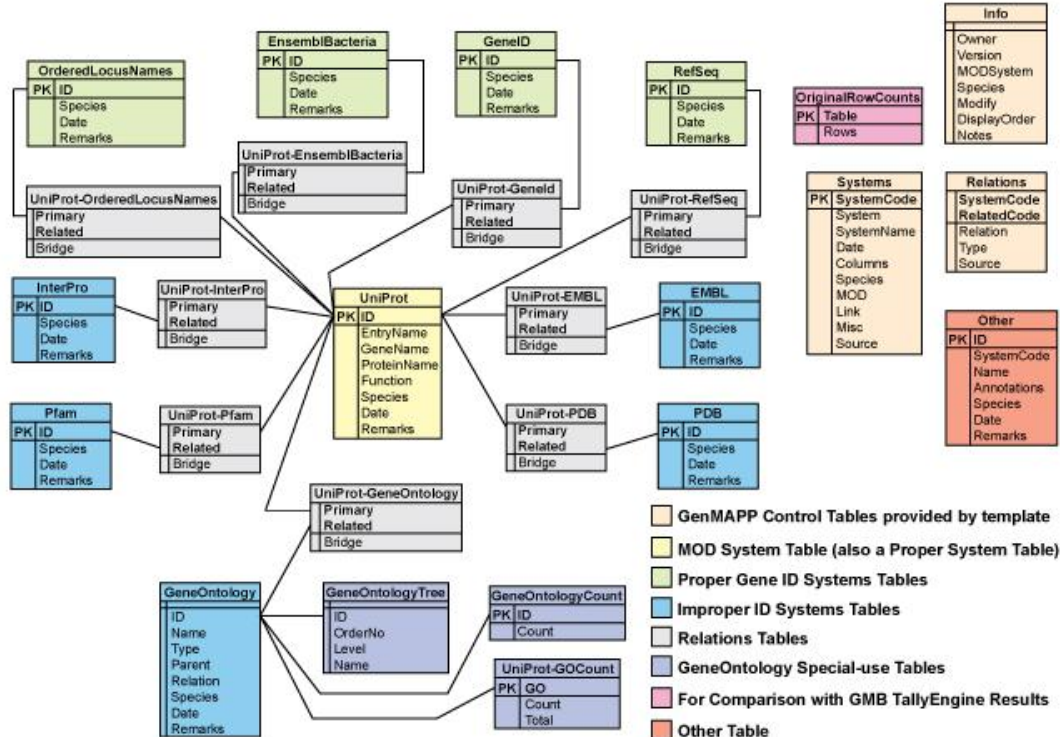 Info
Owner
Version
MODSystem
Species
Modify
DisplayOrder
Notes
EnsemblBacteria
PK ID
Species
Date
Remarks
GeneID
PK ID
Species
Date
Remarks
OrderedLocusNames
PK ID
Species
Date
Remarks
RefSeq
PK ID
Species
Date
Remarks
OriginalRowCounts
PK Table
Rows
UniProt-EnsemblBacteria
Primary
Related
Bridge
UniProt-OrderedLocusNames
Primary
Related
Bridge
UniProt-GeneId
Primary
Related
Bridge
UniProt-RefSeq
Primary
Related
Bridge
Systems
PK SystemCode
System
SystemName
Date
Columns
Species
MOD
Link
Misc
Source
Relations
SystemCode
RelatedCode
Relation
Type
Source
InterPro
PK ID
Species
Date
Remarks
UniProt-InterPro
Primary
Related
Bridge
UniProt
PK ID
EntryName
GeneName
ProteinName
Function
Species
Date
Remarks
UniProt-EMBL
Primary
Related
Bridge
EMBL
PK ID
Species
Date
Remarks
Other
PK ID
SystemCode
Name
Annotations
Species
Date
Remarks
Pfam
PK ID
Species
Date
Remarks
UniProt-Pfam
Primary
Related
Bridge
UniProt-PDB
Primary
Related
Bridge
PDB
PK ID
Species
Date
Remarks
UniProt-GeneOntology
Primary
Related
Bridge
GeneOntology
ID
Name
Type
Parent
Relation
Species
Date
Remarks
GeneOntologyTree
ID
OrderNo
Level
Name
GeneOntologyCount
PK ID
Count
UniProt-GOCount
PK GO
Count
Total
GenMAPP Control Tables provided by template
MOD System Table (also a Proper System Table)
Proper Gene ID Systems Tables
Improper ID Systems Tables
Relations Tables
GeneOntology Special-use Tables
For Comparison with GMB TallyEngine Results
Other Table